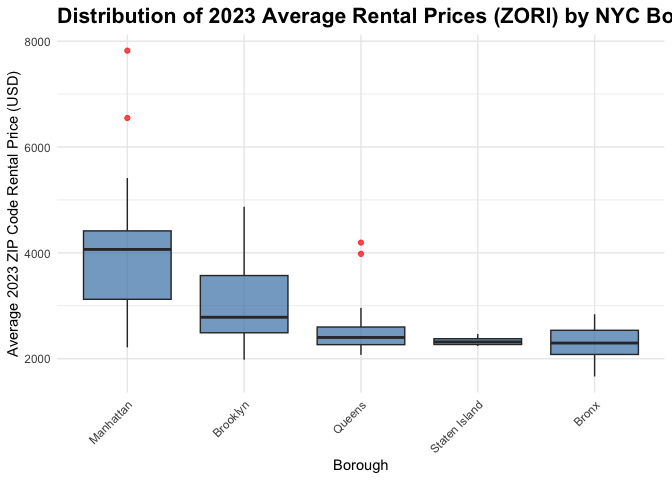 Distribution of 2023 Average Rental Prices (ZORI) by NYC Bo
8000
6000
4000
2000
Average 2023 ZIP Code Rental Price (USD)
Manhattan
Brooklyn
Queens
Staten Island
Bronx
Borough